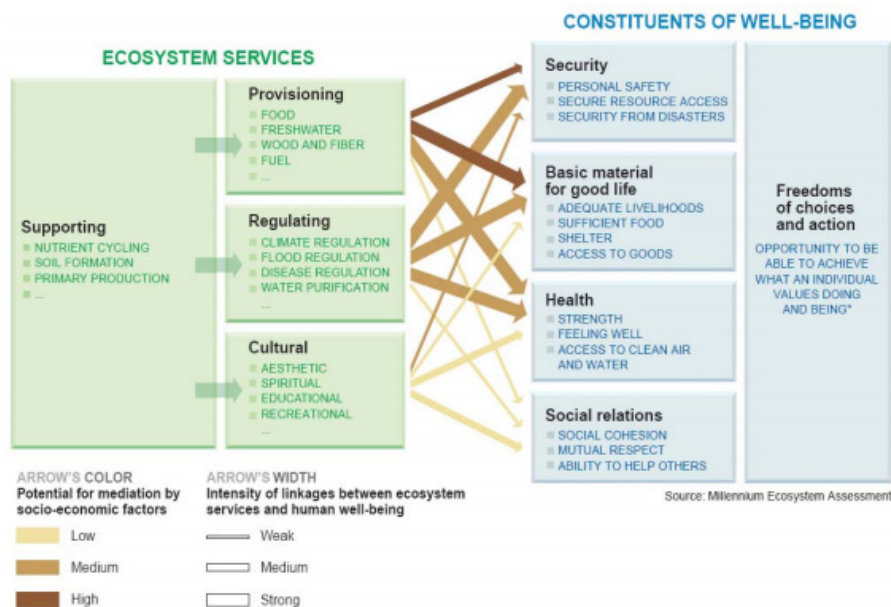 CONSTITUENTS OF WELL-BEING
ECOSYSTEM SERVICES
Supporting
NUTRIENT CYCLING
SOIL FORMATION
PRIMARY PRODUCTION
...
Provisioning
FOOD
FRESHWATER
WOOD AND FIBER
FUEL
...
Regulating
CLIMATE REGULATION
FLOOD REGULATION
DISEASE REGULATION
WATER PURIFICATION
...
Cultural
AESTHETIC
SPIRITUAL
EDUCATIONAL
RECREATIONAL
...
Security
PERSONAL SAFETY
SECURE RESOURCE ACCESS
SECURITY FROM DISASTERS
Basic material
for good life
ADEQUATE LIVELIHOODS
SUFFICIENT FOOD
SHELTER
ACCESS TO GOODS
Health
STRENGTH
FEELING WELL
ACCESS TO CLEAN AIR
AND WATER
Social relations
SOCIAL COHESION
MUTUAL RESPECT
ABILITY TO HELP OTHERS
Freedoms
of choices
and action
OPPORTUNITY TO BE
ABLE TO ACHIEVE
WHAT AN INDIVIDUAL
VALUES DOING
AND BEING"
Source: Millennium Ecosystem Assessment
ARROW'S COLOR
Potential for mediation by
socio-economic factors
Low
Medium
High
ARROW'S WIDTH
Intensity of linkages between ecosystem
services and human well-being
Weak
Medium
Strong